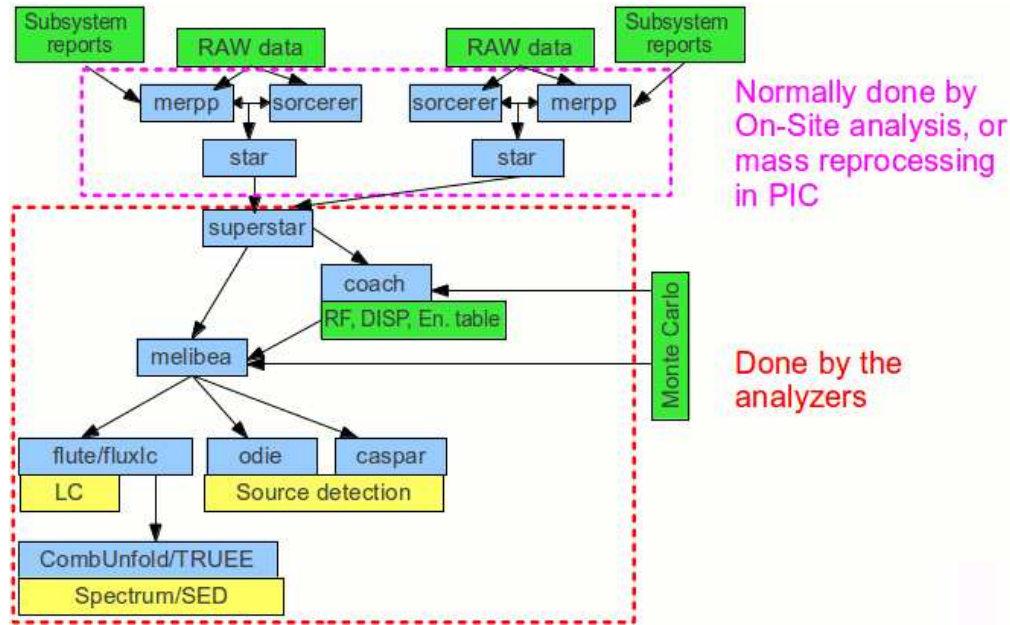 Subsystem
reports
RAW data
RAW data
Subsystem
reports
merpp
sorcerer
sorcerer
merpp
star
star
Normally done by
On-Site analysis, or
mass reprocessing
in PIC
superstar
coach
RF, DISP, En. table
melibea
Monte Carlo
Done by the
analyzers
flute/fluxlc
odie
caspar
LC
Source detection
CombUnfold/TRUEE
Spectrum/SED